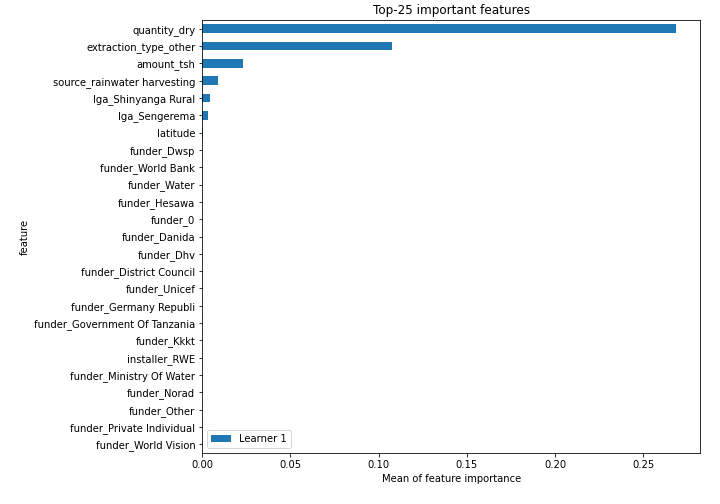 Top-25 important features
quantity_dry
extraction_type_other
amount_tsh
source_rainwater harvesting
lga_Shinyanga Rural
lga_Sengerema
latitude
funder_Dwsp
funder_World Bank
funder_Water
funder_Hesawa
funder_0
funder_Danida
funder_Dhv
funder_District Council
funder_Unicef
funder_Germany Republi
funder_Government Of Tanzania
funder_Kkkt
installer_RWE
funder_Ministry Of Water
funder_Norad
funder_Other
funder_Private Individual
funder_World Vision
feature
Learner 1
0.00 0.05 0.10 0.15 0.20 0.25
Mean of feature importance